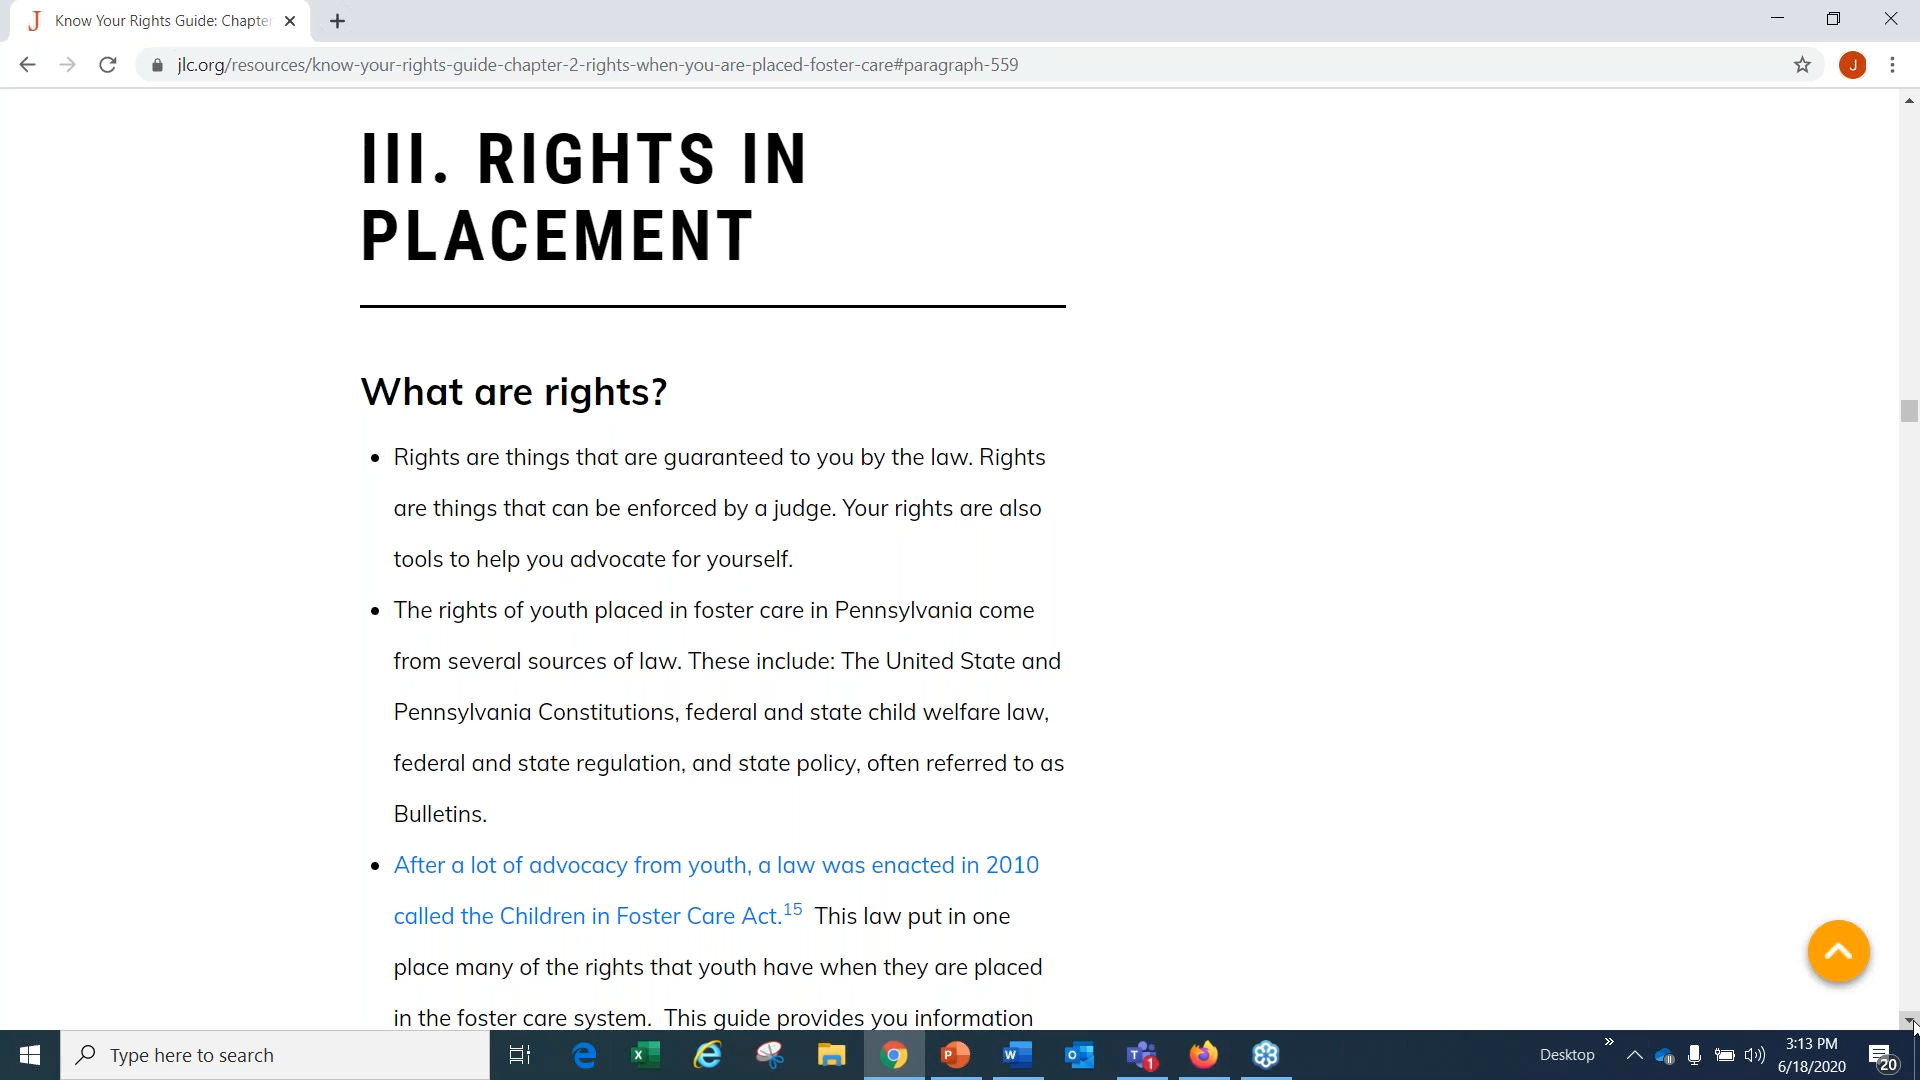 Know Your Rights Guide: Chapter
jlc.org/resources/know-your-rights-guide-chapter-2-rights-when-you-are-placed-foster-care#paragraph-559
J
III. RIGHTS IN
PLACEMENT
What are rights?
Rights are things that are guaranteed to you by the law. Rights
are things that can be enforced by a judge. Your rights are also
tools to help you advocate for yourself.
The rights of youth placed in foster care in Pennsylvania come
from several sources of law. These include: The United State and
Pennsylvania Constitutions, federal and state child welfare law,
federal and state regulation, and state policy, often referred to as
Bulletins.
After a lot of advocacy from youth, a law was enacted in 2010
called the Children in Foster Care Act.15 This law put in one
place many of the rights that youth have when they are placed
in the foster care system. This guide provides you information
Type here to search
Desktop
3:13 PM
6/18/2020
20